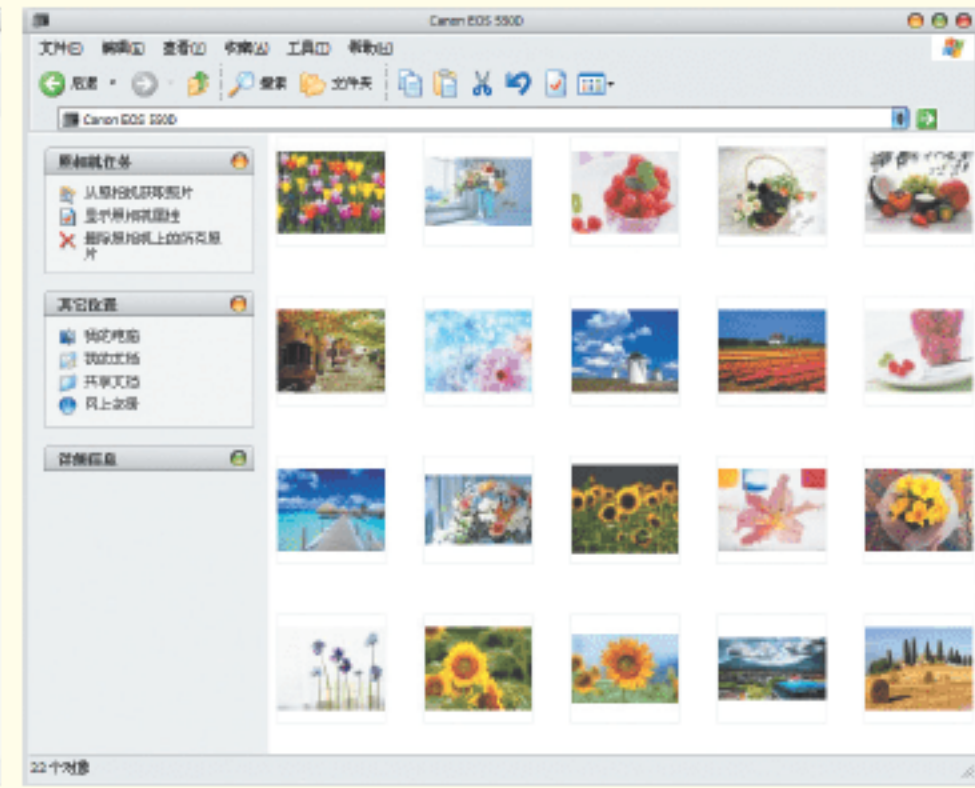 Canon EOS 550D
文件(F) 编辑(E) 查看(V) 收藏(A) 工具(T) 帮助(H)
后退 搜索 文件夹
Canon EOS 550D
照相机任务
从照相机获取照片
显示照相机属性
删除照相机上的所有照
片
其它位置
我的电脑
我的文档
共享文档
网上邻居
详细信息
22 个对象